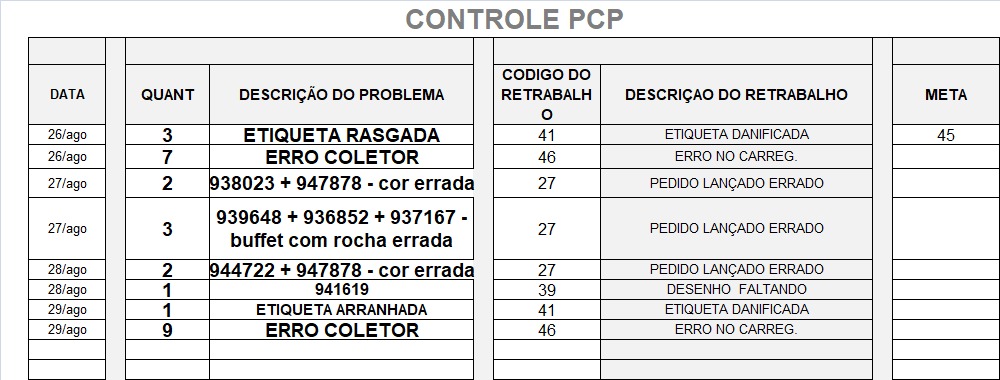 CONTROLE PCP
DATA QUANT DESCRIÇÃO DO PROBLEMA CODIGO DO RETRABALH O DESCRIÇAO DO RETRABALHO META
26/ago 3 ETIQUETA RASGADA 41 ETIQUETA DANIFICADA 45
26/ago 7 ERRO COLETOR 46 ERRO NO CARREG.
27/ago 2 938023 + 947878 - cor errada 27 PEDIDO LANÇADO ERRADO
27/ago 3 939648 + 936852 + 937167 - buffet com rocha errada 27 PEDIDO LANÇADO ERRADO
28/ago 2 944722 + 947878 - cor errada 27 PEDIDO LANÇADO ERRADO
28/ago 1 941619 39 DESENHO FALTANDO
29/ago 1 ETIQUETA ARRANHADA 41 ETIQUETA DANIFICADA
29/ago 9 ERRO COLETOR 46 ERRO NO CARREG.